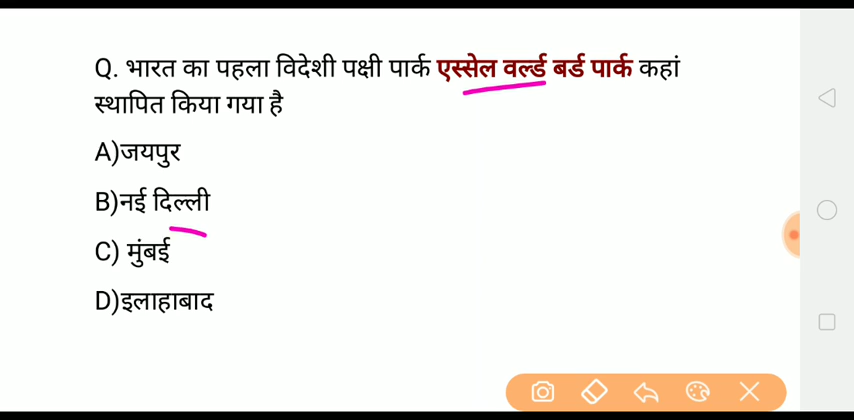 Q. भारत का पहला विदेशी पक्षी पार्क एस्सेल वर्ल्ड बर्ड पार्क कहां
स्थापित किया गया है
A)जयपुर
B)नई दिल्ली
C) मुंबई
D)इलाहाबाद